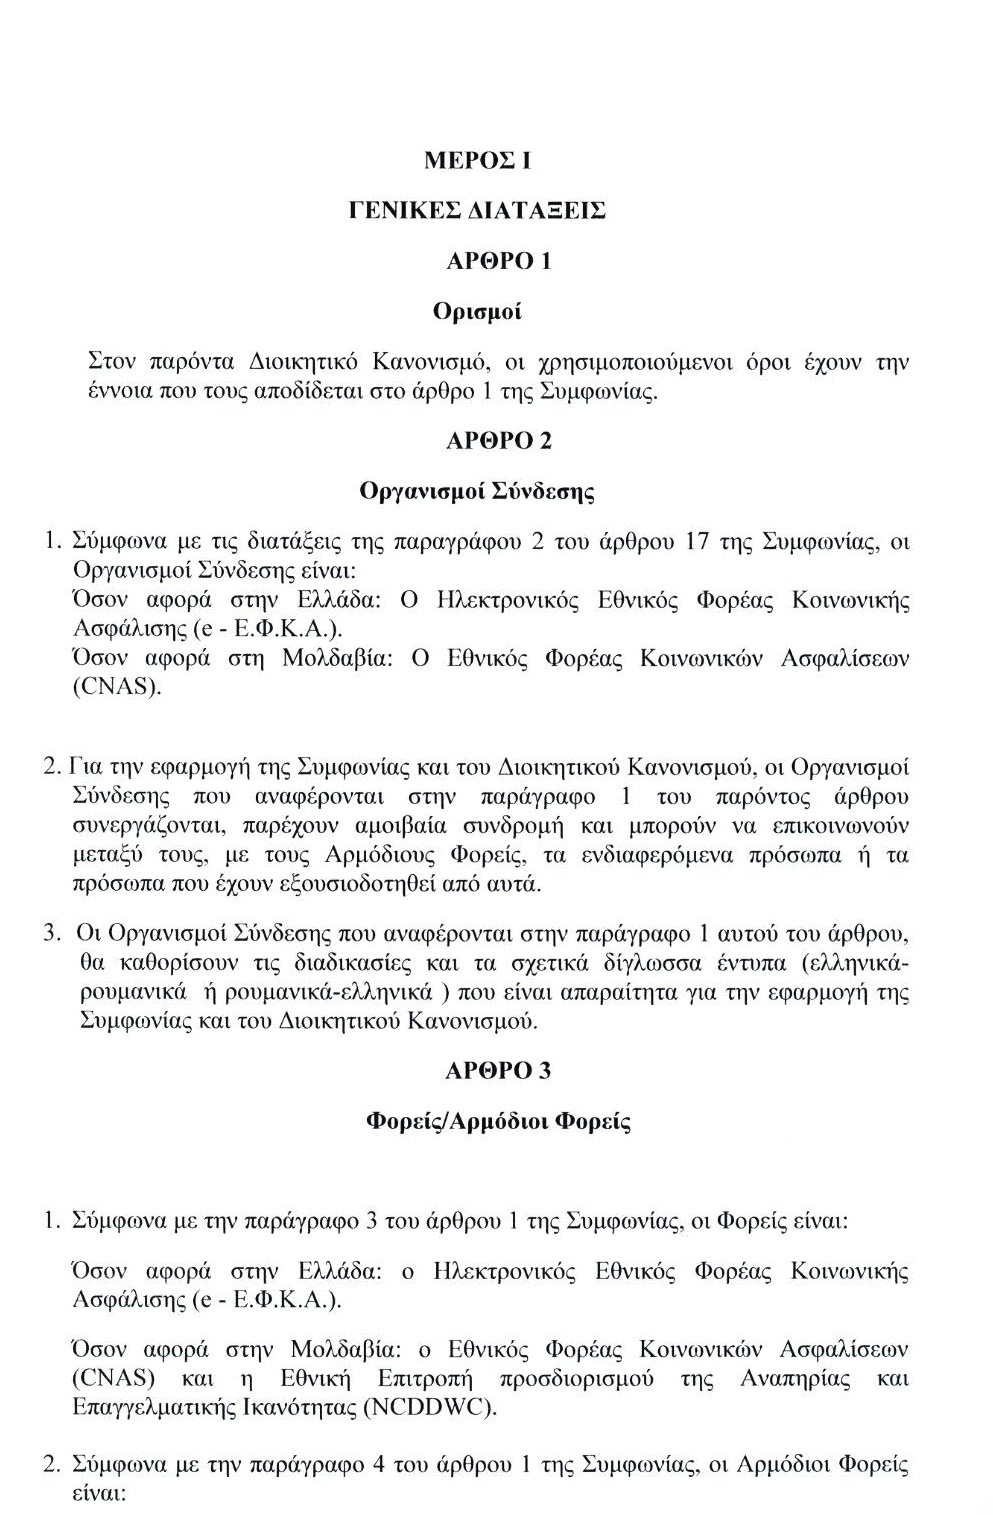 ΜΕΡΟΣ Ι
ΓΕΝΙΚΕΣ ΔΙΑΤΑΞΕΙΣ
ΑΡΘΡΟ 1
Ορισμοί
Στον παρόντα Διοικητικό Κανονισμό, οι χρησιμοποιούμενοι όροι έχουν την
έννοια που τους αποδίδεται στο άρθρο 1 της Συμφωνίας.
ΑΡΘΡΟ 2
Οργανισμοί Σύνδεσης
1. Σύμφωνα με τις διατάξεις της παραγράφου 2 του άρθρου 17 της Συμφωνίας, οι
Οργανισμοί Σύνδεσης είναι:
Όσον αφορά στην Ελλάδα: Ο Ηλεκτρονικός Εθνικός Φορέας Κοινωνικής
Ασφάλισης (e - Ε.Φ.Κ.Α.).
Όσον αφορά στη Μολδαβία: Ο Εθνικός Φορέας Κοινωνικών Ασφαλίσεων
(CNAS).
2. Για την εφαρμογή της Συμφωνίας και του Διοικητικού Κανονισμού, οι Οργανισμοί
Σύνδεσης που αναφέρονται στην παράγραφο 1 του παρόντος άρθρου
συνεργάζονται, παρέχουν αμοιβαία συνδρομή και μπορούν να επικοινωνούν
μεταξύ τους, με τους Αρμόδιους Φορείς, τα ενδιαφερόμενα πρόσωπα ή τα
πρόσωπα που έχουν εξουσιοδοτηθεί από αυτά.
3. Οι Οργανισμοί Σύνδεσης που αναφέρονται στην παράγραφο 1 αυτού του άρθρου,
θα καθορίσουν τις διαδικασίες και τα σχετικά δίγλωσσα έντυπα (ελληνικά-
ρουμανικά ή ρουμανικά-ελληνικά ) που είναι απαραίτητα για την εφαρμογή της
Συμφωνίας και του Διοικητικού Κανονισμού.
ΑΡΘΡΟ 3
Φορείς/Αρμόδιοι Φορείς
1. Σύμφωνα με την παράγραφο 3 του άρθρου 1 της Συμφωνίας, οι Φορείς είναι:
Όσον αφορά στην Ελλάδα: ο Ηλεκτρονικός Εθνικός Φορέας Κοινωνικής
Ασφάλισης (e - Ε.Φ.Κ.Α.).
Όσον αφορά στην Μολδαβία: ο Εθνικός Φορέας Κοινωνικών Ασφαλίσεων
(CNAS) και η Εθνική Επιτροπή προσδιορισμού της Αναπηρίας και
Επαγγελματικής Ικανότητας (NCDDWC).
2. Σύμφωνα με την παράγραφο 4 του άρθρου 1 της Συμφωνίας, οι Αρμόδιοι Φορείς
είναι: